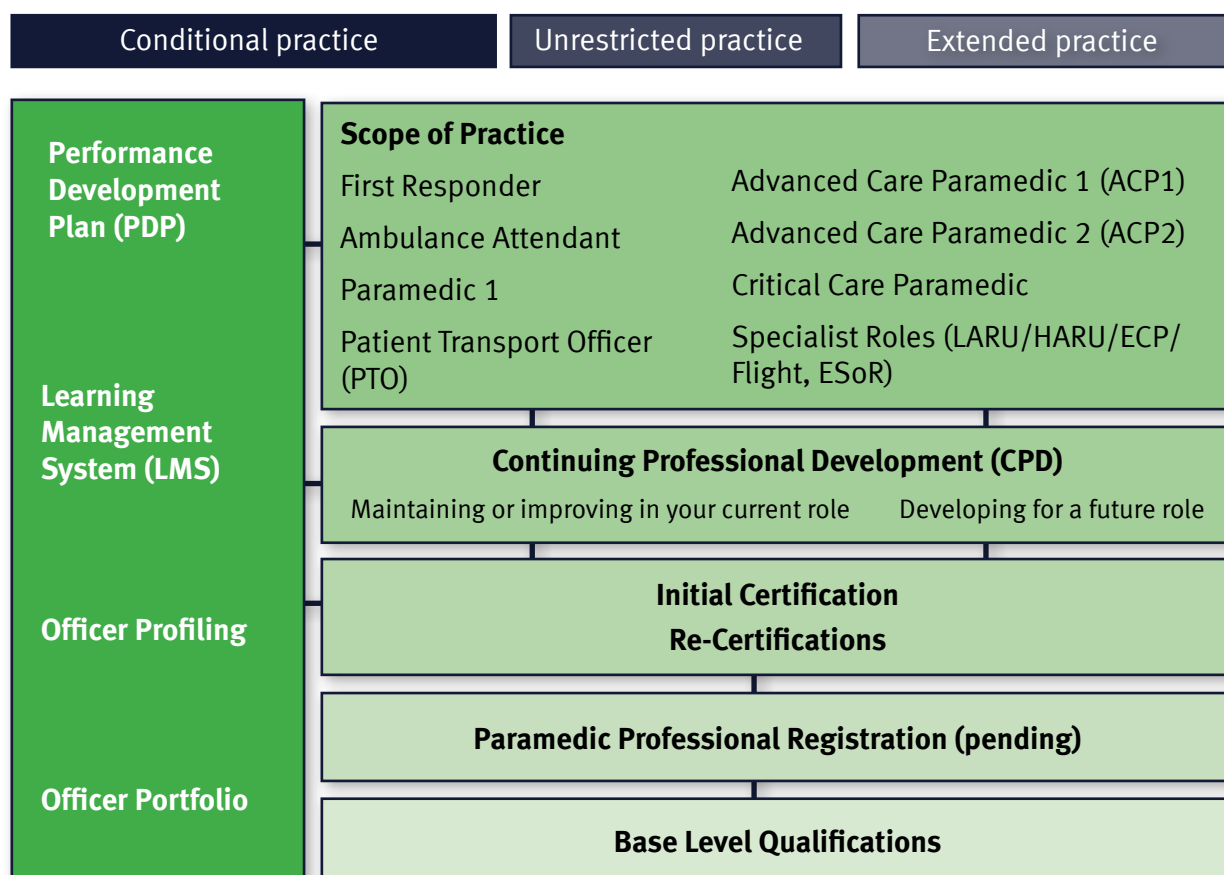 Conditional practice
Unrestricted practice
Extended practice
Performance
Development
Plan (PDP)
Learning
Management
System (LMS)
Officer Profiling
Officer Portfolio
Scope of Practice
First Responder
Ambulance Attendant
Paramedic 1
Patient Transport Officer
(PTO)
Advanced Care Paramedic 1 (ACP1)
Advanced Care Paramedic 2 (ACP2)
Critical Care Paramedic
Specialist Roles (LARU/HARU/ECP/
Flight, ESoR)
Continuing Professional Development (CPD)
Maintaining or improving in your current role
Developing for a future role
Initial Certification
Re-Certifications
Paramedic Professional Registration (pending)
Base Level Qualifications